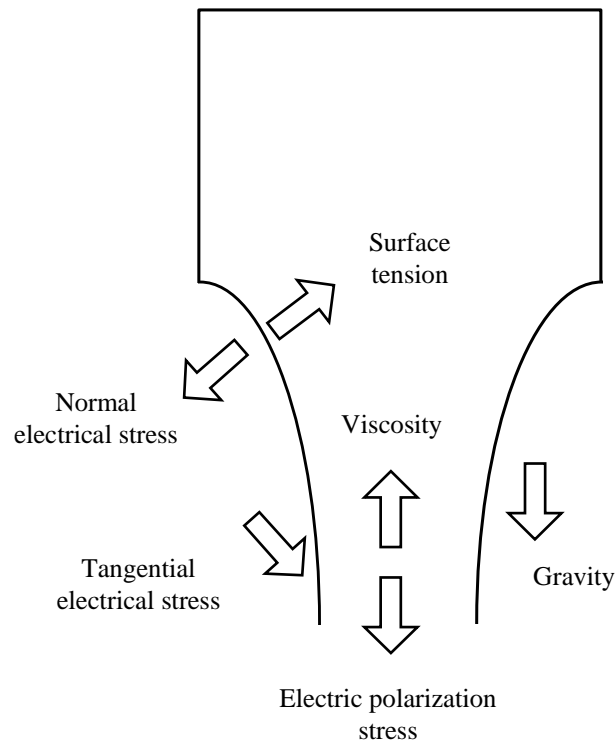 Surface
tension
Normal
electrical stress
Viscosity
Tangential
electrical stress
Gravity
Electric polarization
stress